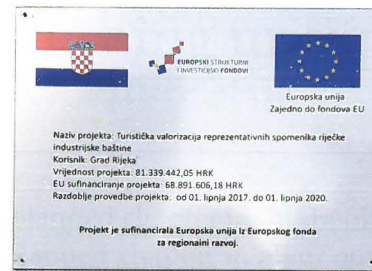 EUROPSKI STRUKTURNI
I INVESTICIJSKI FONDOVI
Europska unija
Zajedno do fondova EU
Naziv projekta: Turistička valorizacija reprezentativnih spomenika riječke
industrijske baštine
Korisnik: Grad Rijeka
Vrijednost projekta: 81.339.442,05 HRK
EU sufinanciranje projekta: 68.891.606,18 HRK
Razdoblje provedbe projekta: od 01. lipnja 2017. do 01. lipnja 2020.
Projekt je sufinancirala Europska unija iz Europskog fonda
za regionalni razvoj.